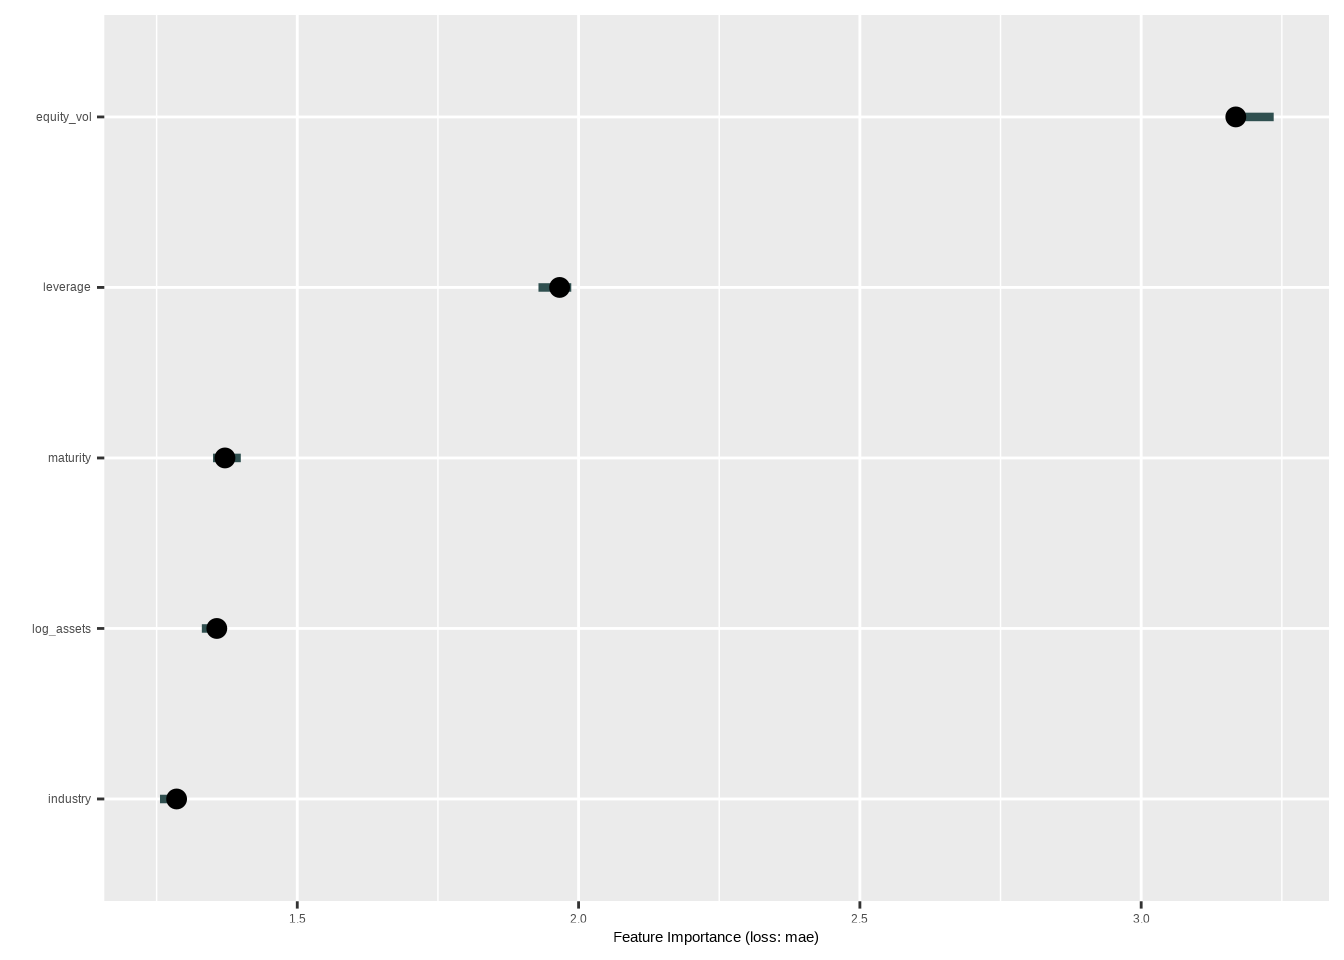 equity_vol
leverage
maturity
log_assets
industry
1.5
2.0
2.5
3.0
Feature Importance (loss: mae)